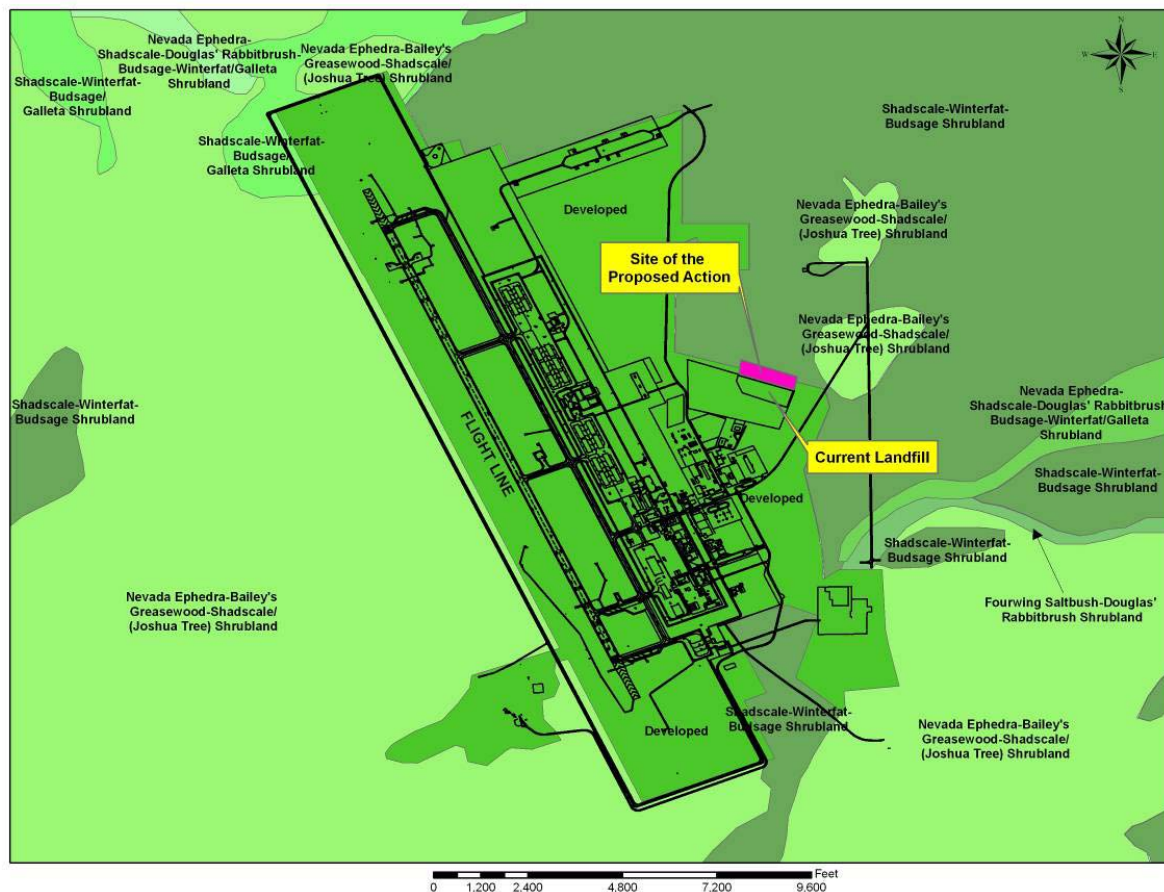 Nevada Ephedra-
Shadscale-Douglas' Rabbitbrush-
Budsage-Winterfat/Galleta
Shrubland
Nevada Ephedra-Bailey's
Greasewood-Shadscale/
(Joshua Tree) Shrubland
N
W
E
S
Shadscale-Winterfat-
Budsage/
Galleta Shrubland
Shadscale-Winterfat-
Budsage/
Galleta Shrubland
Shadscale-Winterfat-
Budsage Shrubland
Developed
Nevada Ephedra-Bailey's
Greasewood-Shadscale/
(Joshua Tree) Shrubland
Site of the
Proposed Action
Nevada Ephedra-Bailey's
Greasewood-Shadscale/
(Joshua Tree) Shrubland
Shadscale-Winterfat-
Budsage Shrubland
FLIGHT LINE
Nevada Ephedra-
Shadscale-Douglas' Rabbitbrush
Budsage-Winterfat/Galleta
Shrubland
Current Landfill
Shadscale-Winterfat-
Budsage Shrubland
Developed
Shadscale-Winterfat-
Budsage Shrubland
Fourwing Saltbush-Douglas'
Rabbitbrush Shrubland
Nevada Ephedra-Bailey's
Greasewood-Shadscale/
(Joshua Tree) Shrubland
Shadscale-Winterfat-
Budsage Shrubland
Developed
Nevada Ephedra-Bailey's
Greasewood-Shadscale/
(Joshua Tree) Shrubland
Feet
0 1,200 2,400 4,800 7,200 9,600